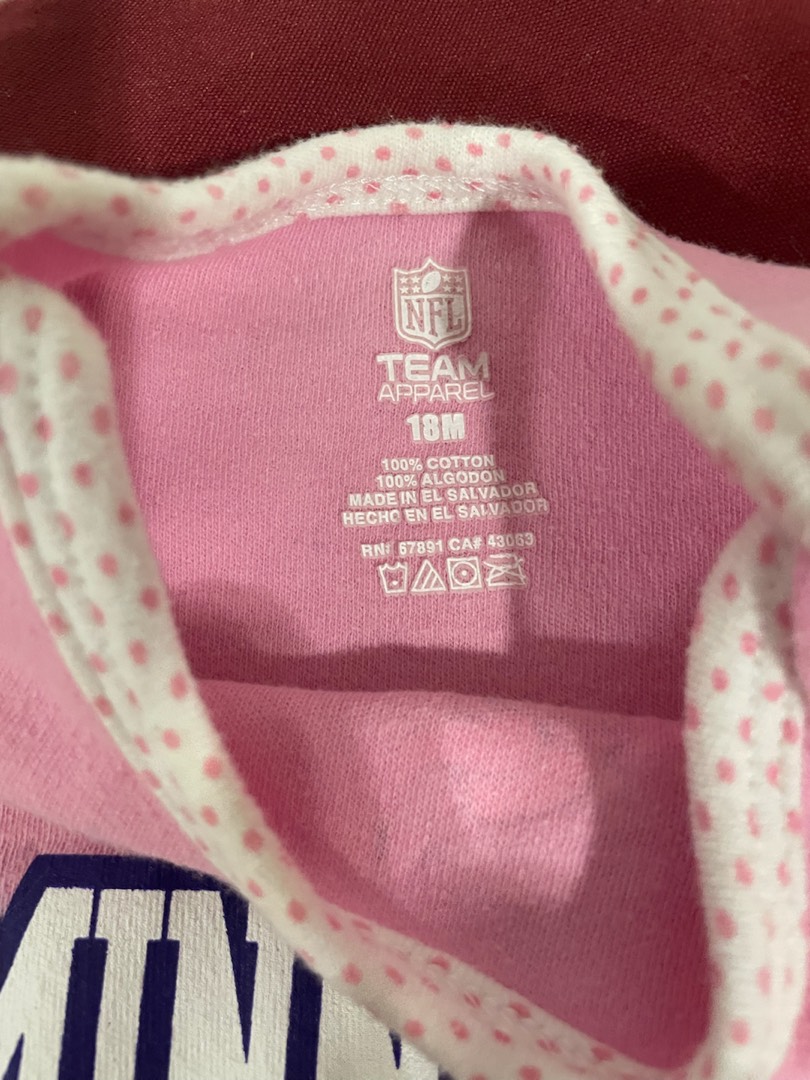 NFL
TEAM
APPAREL
18M
100% COTTON
100% ALGODON
MADE IN EL SALVADOR
HECHO EN EL SALVADOR
RN# 67891 CA# 43063
MINN